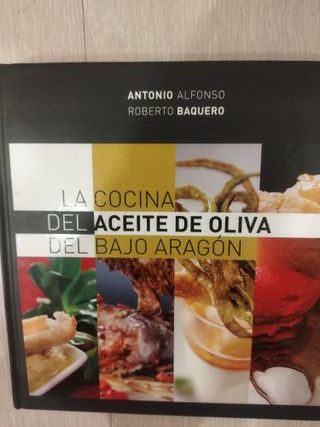 ANTONIO ALFONSO
ROBERTO BAQUERO
LA COCINA
DEL ACEITE DE OLIVA
DEL BAJO ARAGÓN